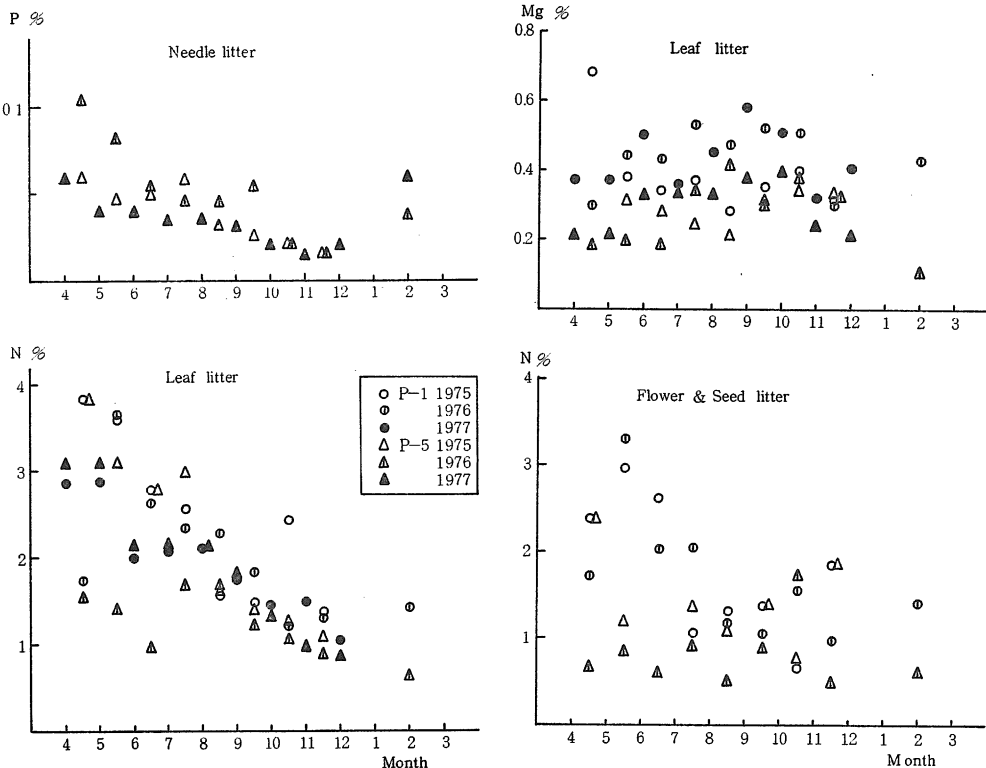 P %
Needle litter
0 1
4 5 6 7 8 9 10 11 12 1 2 3
Mg %
Leaf litter
0.8
0.6
0.4
0.2
4 5 6 7 8 9 10 11 12 1 2 3
N %
Leaf litter
4
3
2
1
P-1 1975
1976
1977
P-5 1975
1976
1977
4 5 6 7 8 9 10 11 12 1 2 3
Month
N %
Flower & Seed litter
4
3
2
1
4 5 6 7 8 9 10 11 12 1 2 3
Month